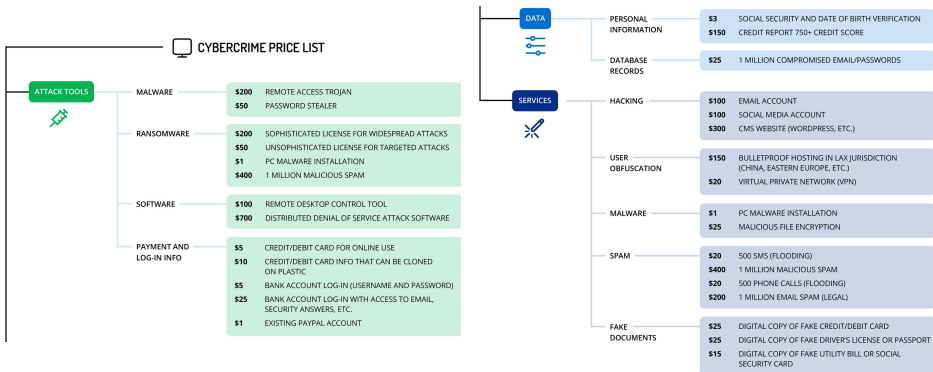 CYBERCRIME PRICE LIST
ATTACK TOOLS
MALWARE
$200 REMOTE ACCESS TROJAN
$50 PASSWORD STEALER
RANSOMWARE
$200 SOPHISTICATED LICENSE FOR WIDESPREAD ATTACKS
$50 UNSOPHISTICATED LICENSE FOR TARGETED ATTACKS
$1 PC MALWARE INSTALLATION
$400 1 MILLION MALICIOUS SPAM
SOFTWARE
$100 REMOTE DESKTOP CONTROL TOOL
$700 DISTRIBUTED DENIAL OF SERVICE ATTACK SOFTWARE
PAYMENT AND
LOG-IN INFO
$5 CREDIT/DEBIT CARD FOR ONLINE USE
$10 CREDIT/DEBIT CARD INFO THAT CAN BE CLONED
ON PLASTIC
$5 BANK ACCOUNT LOG-IN (USERNAME AND PASSWORD)
$25 BANK ACCOUNT LOG-IN WITH ACCESS TO EMAIL,
SECURITY ANSWERS, ETC.
$1 EXISTING PAYPAL ACCOUNT
DATA
PERSONAL
INFORMATION
$3 SOCIAL SECURITY AND DATE OF BIRTH VERIFICATION
$150 CREDIT REPORT 750+ CREDIT SCORE
DATABASE
RECORDS
$25 1 MILLION COMPROMISED EMAIL/PASSWORDS
SERVICES
HACKING
$100 EMAIL ACCOUNT
$100 SOCIAL MEDIA ACCOUNT
$300 CMS WEBSITE (WORDPRESS, ETC.)
USER
OBFUSCATION
$150 BULLETPROOF HOSTING IN LAX JURISDICTION
(CHINA, EASTERN EUROPE, ETC.)
$20 VIRTUAL PRIVATE NETWORK (VPN)
MALWARE
$1 PC MALWARE INSTALLATION
$25 MALICIOUS FILE ENCRYPTION
SPAM
$20 500 SMS (FLOODING)
$400 1 MILLION MALICIOUS SPAM
$20 500 PHONE CALLS (FLOODING)
$200 1 MILLION EMAIL SPAM (LEGAL)
FAKE
DOCUMENTS
$25 DIGITAL COPY OF FAKE CREDIT/DEBIT CARD
$25 DIGITAL COPY OF FAKE DRIVER'S LICENSE OR PASSPORT
$15 DIGITAL COPY OF FAKE UTILITY BILL OR SOCIAL
SECURITY CARD